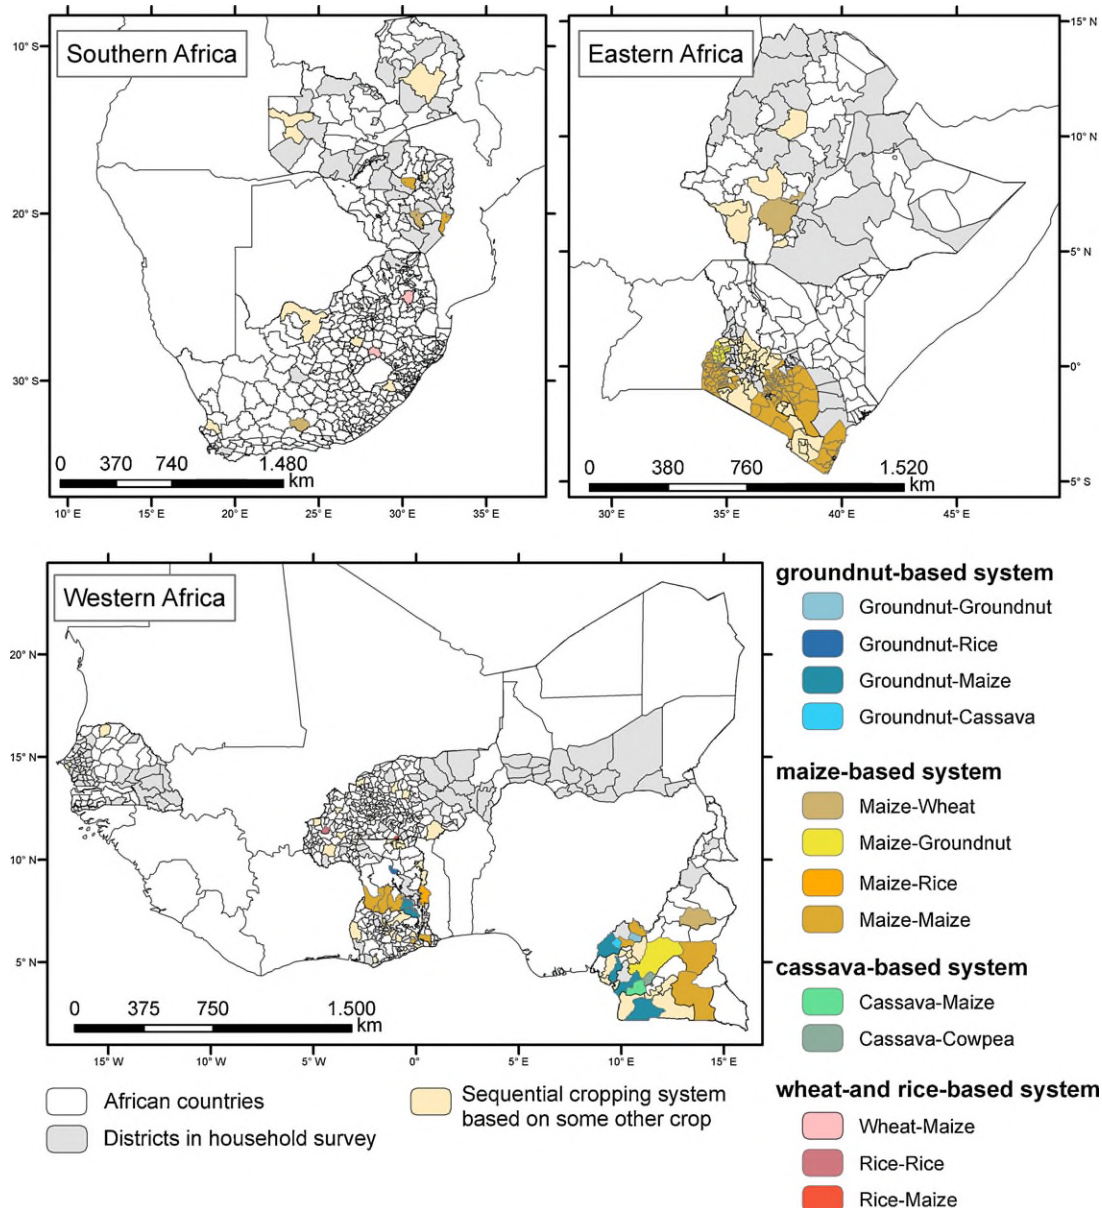 Southern Africa
10° S
20° S
30° S
0 370 740 1.480
km
10° E 15° E 20° E 25° E 30° E 35° E
Eastern Africa
15° N
10° N
5° N
0°
5° S
0 380 760 1.520
km
30° E 35° E 40° E 45° E
Western Africa
20° N
15° N
10° N
5° N
0 375 750 1.500
km
15° W 10° W 5° W 0° 5° E 10° E 15° E
groundnut-based system
Groundnut-Groundnut
Groundnut-Rice
Groundnut-Maize
Groundnut-Cassava
maize-based system
Maize-Wheat
Maize-Groundnut
Maize-Rice
Maize-Maize
cassava-based system
Cassava-Maize
Cassava-Cowpea
wheat-and rice-based system
Wheat-Maize
Rice-Rice
Rice-Maize
African countries
Districts in household survey
Sequential cropping system
based on some other crop